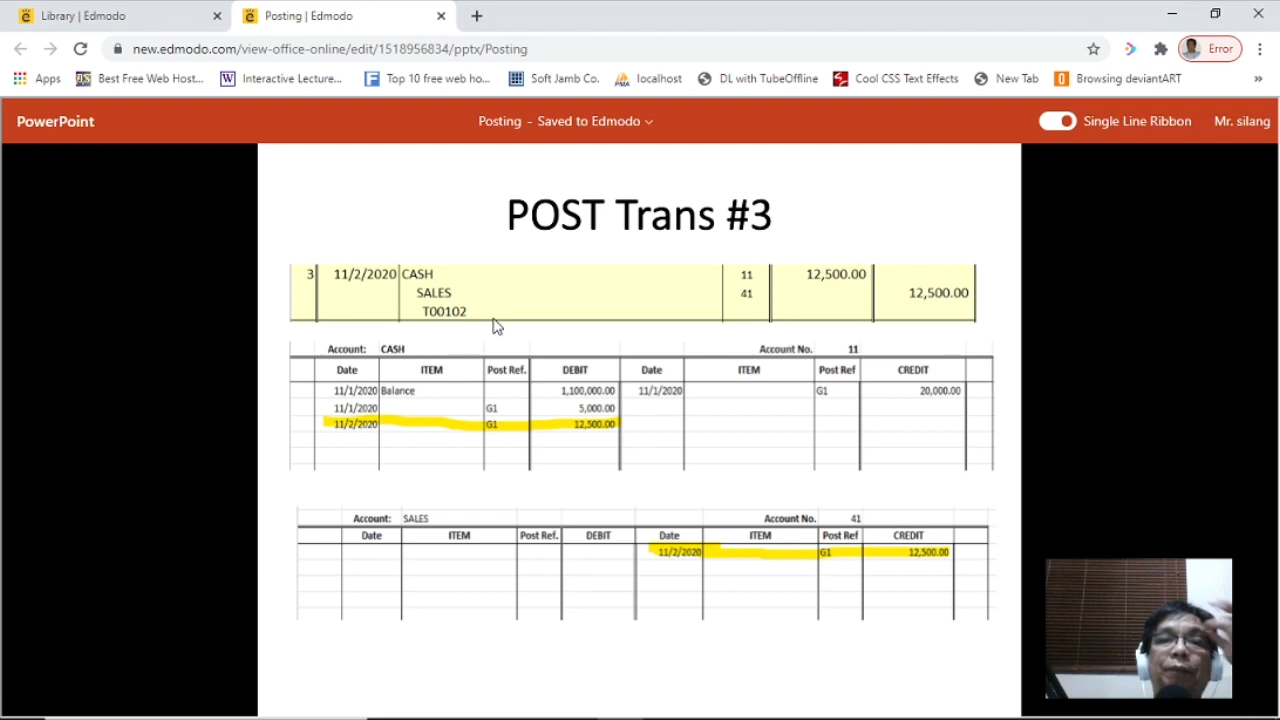 Library | Edmodo
Posting | Edmodo
new.edmodo.com/view-office-online/edit/1518956834/pptx/Posting
Error
Apps Best Free Web Host... Interactive Lecture... Top 10 free web ho... Soft Jamb Co. localhost DL with TubeOffline Cool CSS Text Effects New Tab Browsing deviantART »
PowerPoint Posting - Saved to Edmodo Single Line Ribbon Mr. silang
POST Trans #3
3 11/2/2020 CASH 11 12,500.00
SALES 41 12,500.00
T00102
Account: CASH Account No. 11
Date ITEM Post Ref. DEBIT Date ITEM Post Ref CREDIT
11/1/2020 Balance 1,100,000.00 11/1/2020 G1 20,000.00
11/1/2020 G1 5,000.00
11/2/2020 G1 12,500.00
Account: SALES Account No. 41
Date ITEM Post Ref. DEBIT Date ITEM Post Ref CREDIT
11/2/2020 G1 12,500.00